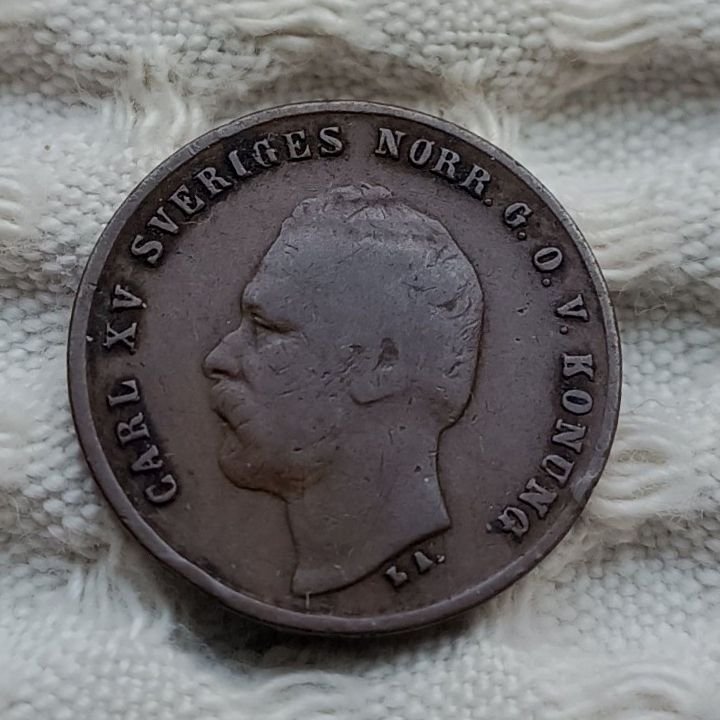 CARL XV SVERIGES NORR. G. O. V. KONUNG.
L A.